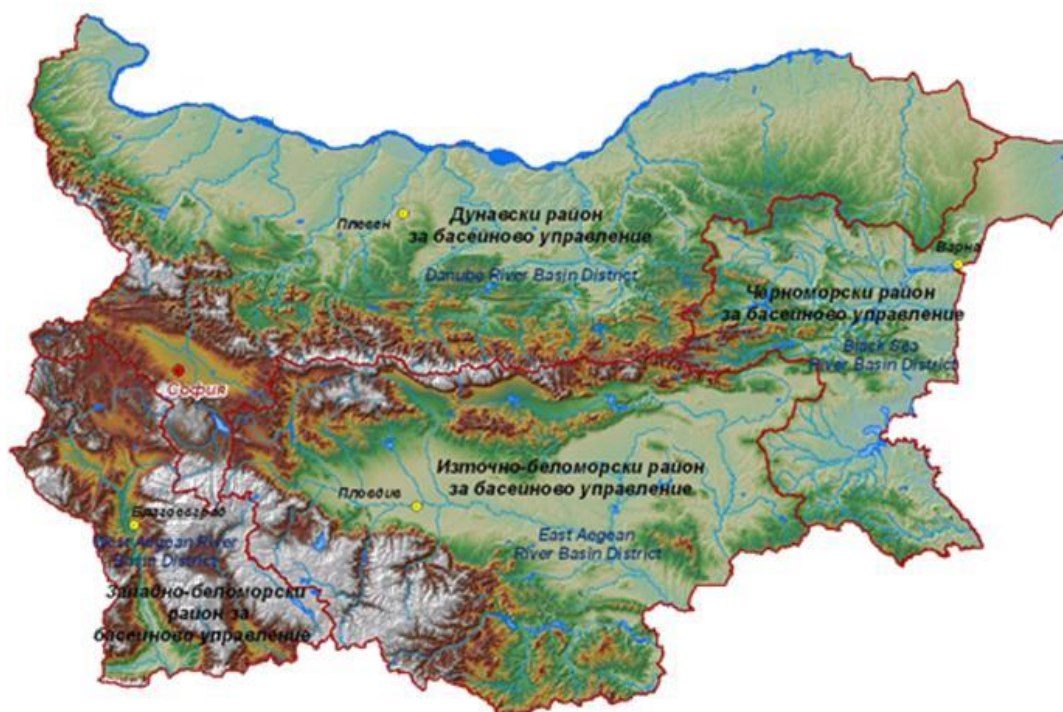 Плевен
Дунавски район
за басейново управление
Danube River Basin District
Варна
Черноморски район
за басейново управление
Black Sea
River Basin District
София
Източно-беломорски район
за басейново управление
Пловдив
East Aegean
River Basin District
Благоевград
West Aegean River
Basin District
Западно-беломорски
район за
басейново управление